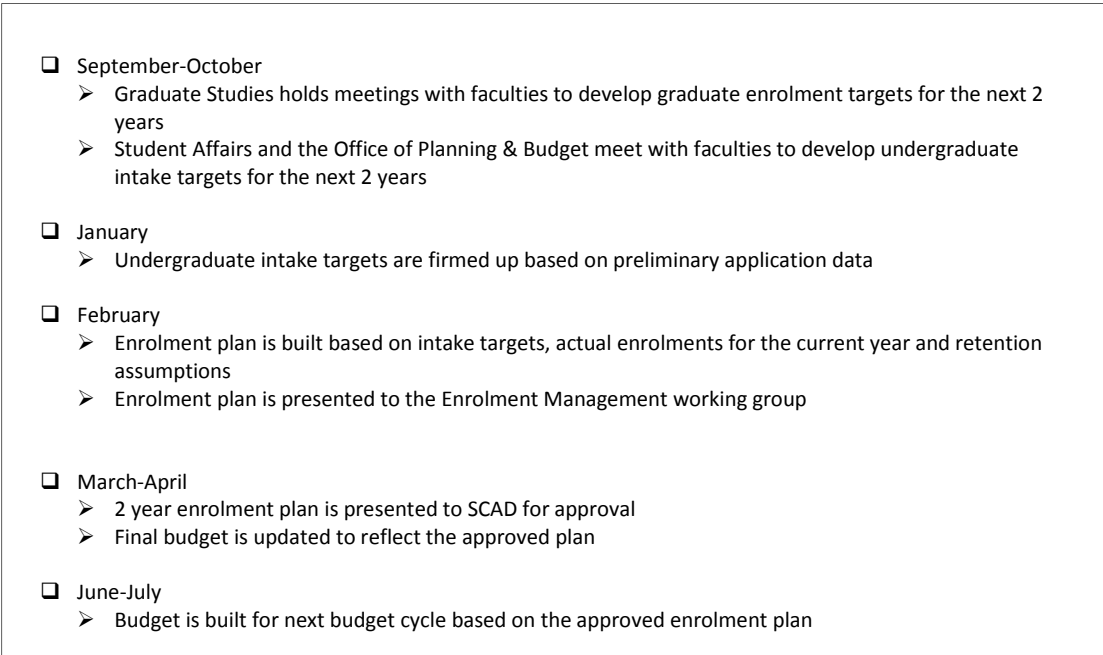 ❑ September-October
➢ Graduate Studies holds meetings with faculties to develop graduate enrolment targets for the next 2
years
➢ Student Affairs and the Office of Planning & Budget meet with faculties to develop undergraduate
intake targets for the next 2 years
❑ January
➢ Undergraduate intake targets are firmed up based on preliminary application data
❑ February
➢ Enrolment plan is built based on intake targets, actual enrolments for the current year and retention
assumptions
➢ Enrolment plan is presented to the Enrolment Management working group
❑ March-April
➢ 2 year enrolment plan is presented to SCAD for approval
➢ Final budget is updated to reflect the approved plan
❑ June-July
➢ Budget is built for next budget cycle based on the approved enrolment plan